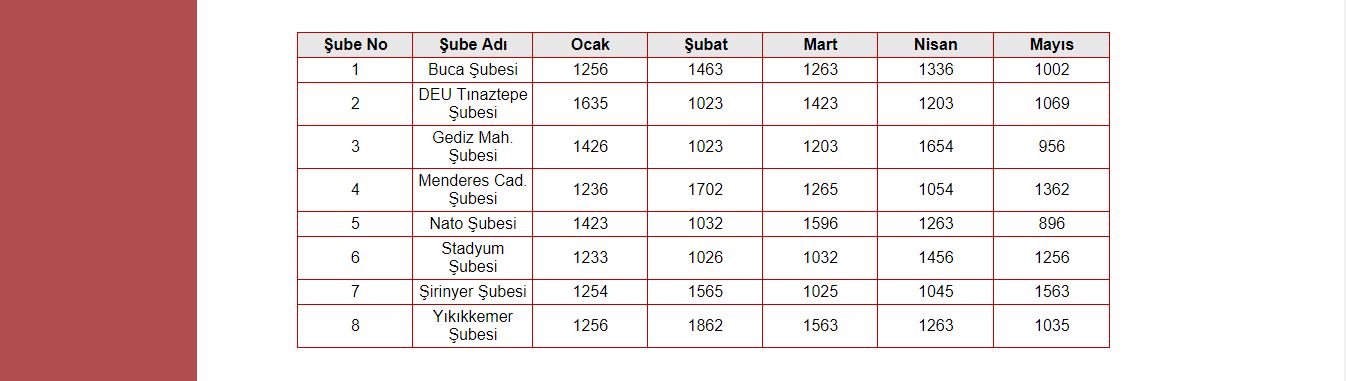 Şube No Şube Adı Ocak Şubat Mart Nisan Mayıs
1 Buca Şubesi 1256 1463 1263 1336 1002
2 DEU Tınaztepe Şubesi 1635 1023 1423 1203 1069
3 Gediz Mah. Şubesi 1426 1023 1203 1654 956
4 Menderes Cad. Şubesi 1236 1702 1265 1054 1362
5 Nato Şubesi 1423 1032 1596 1263 896
6 Stadyum Şubesi 1233 1026 1032 1456 1256
7 Şirinyer Şubesi 1254 1565 1025 1045 1563
8 Yıkıkkemer Şubesi 1256 1862 1563 1263 1035